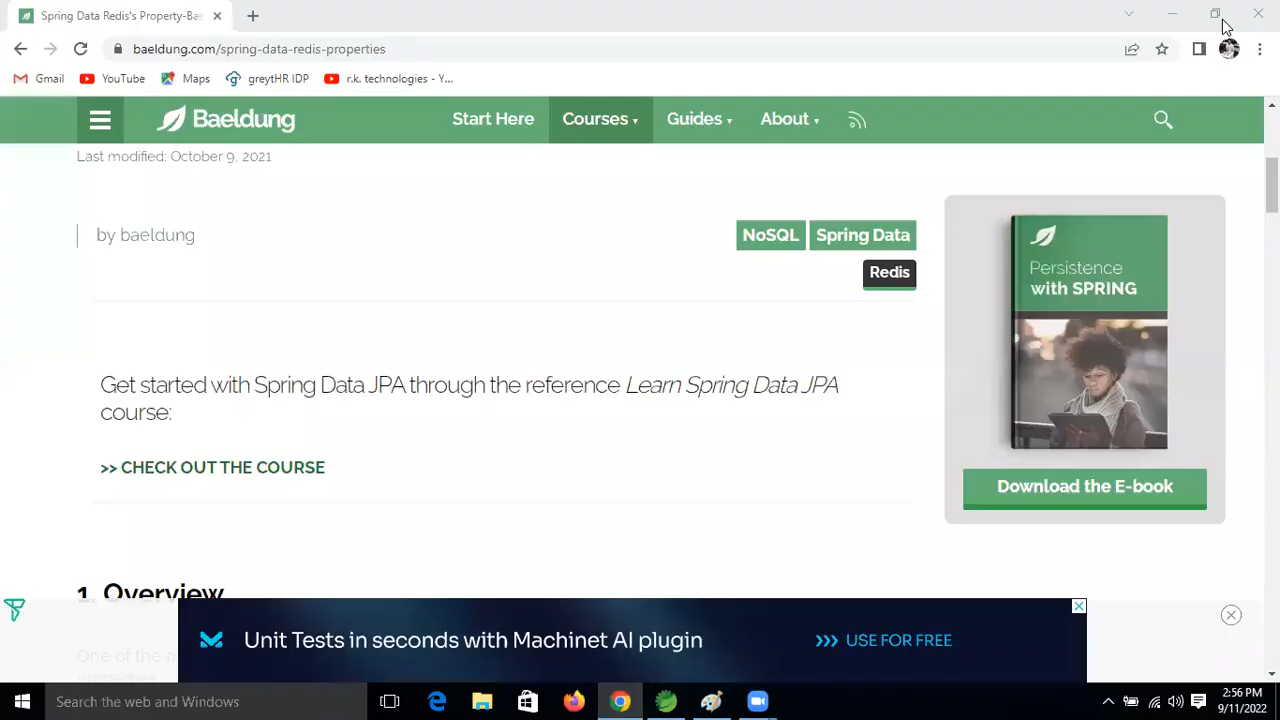 Spring Data Redis's Property-Bas
baeldung.com/spring-data-redis-properties
Gmail
YouTube
Maps
greytHR IDP
r.k. technologies - Y...
Baeldung
Start Here
Courses
Guides
About
Last modified: October 9, 2021
by baeldung
NoSQL
Spring Data
Redis
Persistence
with SPRING
Get started with Spring Data JPA through the reference Learn Spring Data JPA
course:
>> CHECK OUT THE COURSE
Download the E-book
1. Overview
Unit Tests in seconds with Machinet AI plugin
USE FOR FREE
One of the
Search the web and Windows
2:56 PM
9/11/2022